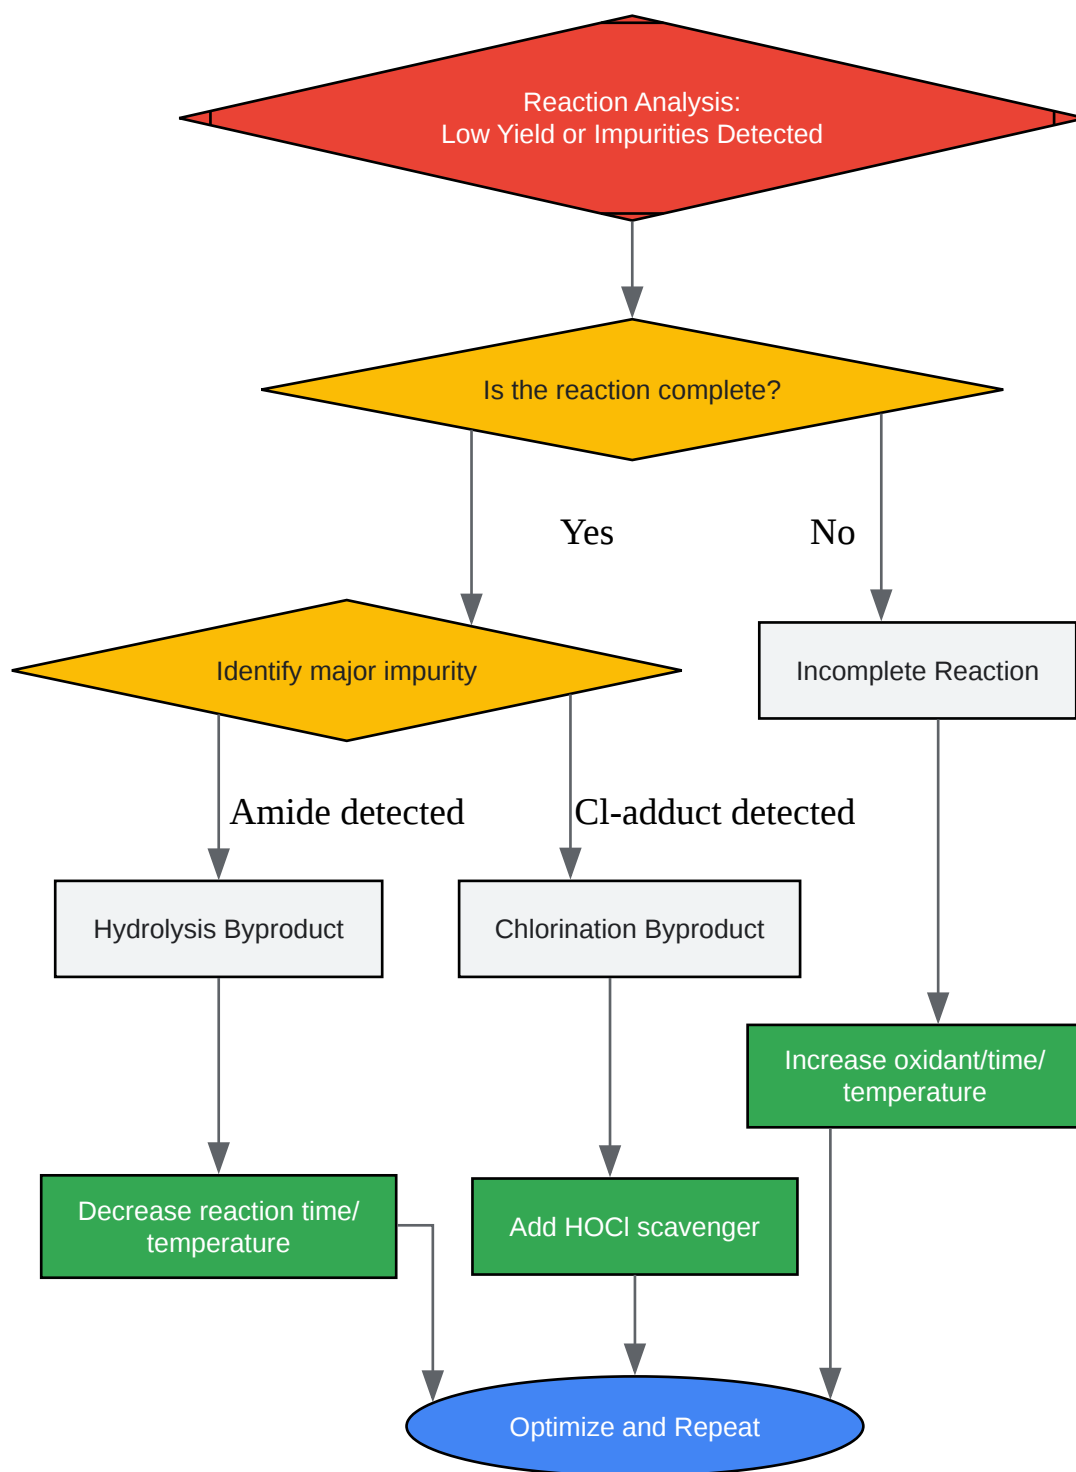 Reaction Analysis:
Low Yield or Impurities Detected
Is the reaction complete?
Yes
No
Identify major impurity
Incomplete Reaction
Amide detected
Cl-adduct detected
Hydrolysis Byproduct
Chlorination Byproduct
Increase oxidant/time/
temperature
Decrease reaction time/
temperature
Add HOCl scavenger
Optimize and Repeat